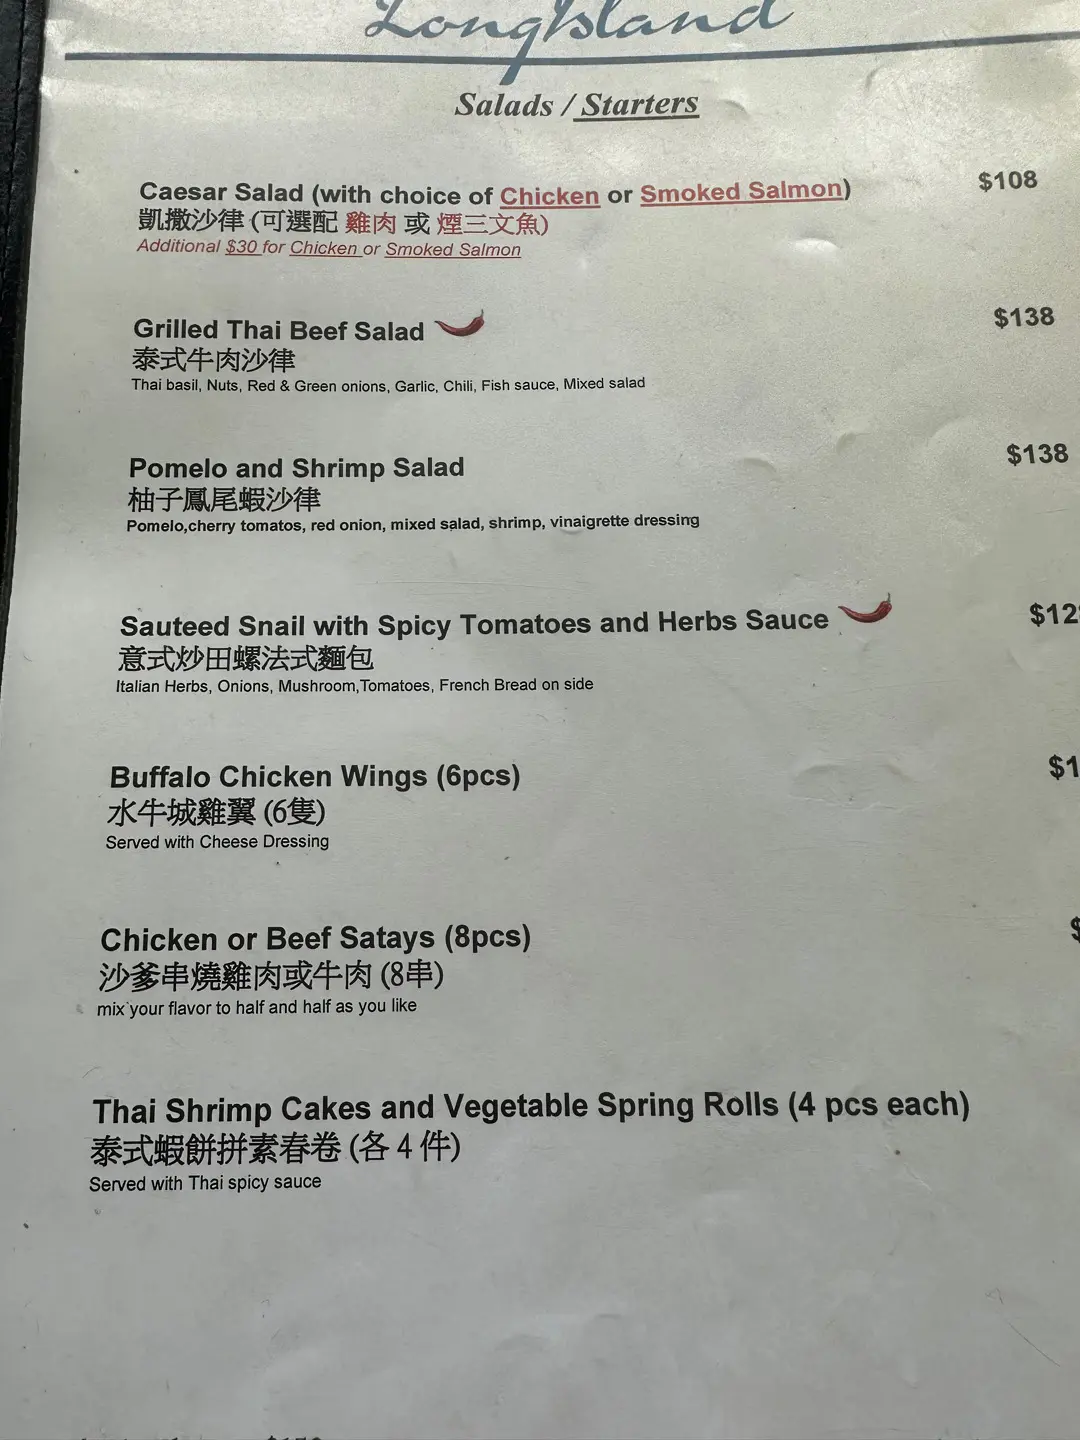 LongIsland
Salads / Starters
Caesar Salad (with choice of Chicken or Smoked Salmon) $108
凱撒沙律 (可選配 雞肉 或 煙三文魚)
Additional $30 for Chicken or Smoked Salmon
Grilled Thai Beef Salad $138
泰式牛肉沙律
Thai basil, Nuts, Red & Green onions, Garlic, Chili, Fish sauce, Mixed salad
Pomelo and Shrimp Salad $138
柚子鳳尾蝦沙律
Pomelo,cherry tomatos, red onion, mixed salad, shrimp, vinaigrette dressing
Sauteed Snail with Spicy Tomatoes and Herbs Sauce
意式炒田螺法式麵包
Italian Herbs, Onions, Mushroom,Tomatoes, French Bread on side
Buffalo Chicken Wings (6pcs)
水牛城雞翼 (6隻)
Served with Cheese Dressing
Chicken or Beef Satays (8pcs)
沙爹串燒雞肉或牛肉 (8串)
mix your flavor to half and half as you like
Thai Shrimp Cakes and Vegetable Spring Rolls (4 pcs each)
泰式蝦餅拼素春卷 (各 4 件)
Served with Thai spicy sauce